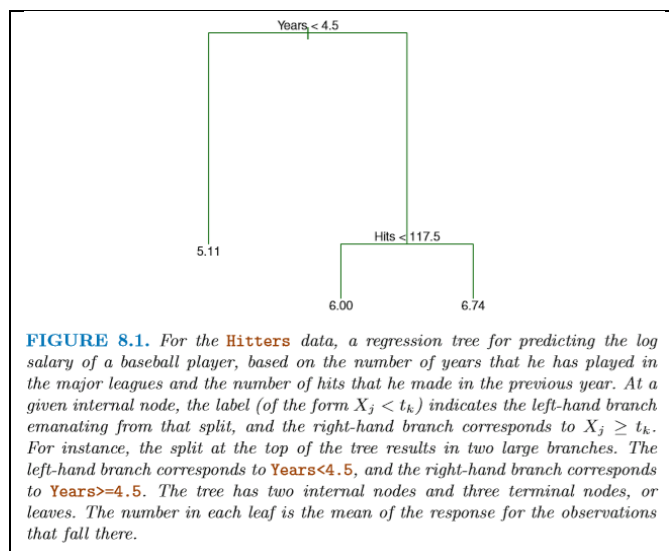 Years < 4.5
Hits < 117.5
5.11
6.00 6.74
FIGURE 8.1. For the Hitters data, a regression tree for predicting the log
salary of a baseball player, based on the number of years that he has played in
the major leagues and the number of hits that he made in the previous year. At a
given internal node, the label (of the form Xj < tk) indicates the left-hand branch
emanating from that split, and the right-hand branch corresponds to Xj ≥ tk.
For instance, the split at the top of the tree results in two large branches. The
left-hand branch corresponds to Years<4.5, and the right-hand branch corresponds
to Years>=4.5. The tree has two internal nodes and three terminal nodes, or
leaves. The number in each leaf is the mean of the response for the observations
that fall there.